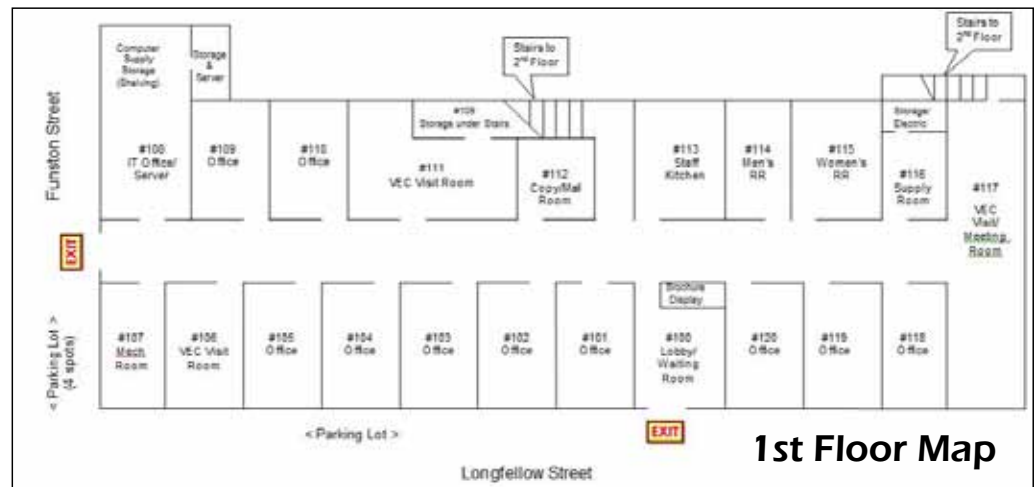 Computer
Supply
Storage
(Shelving)
Storage
&
Server
Stairs to
2nd Floor
Stairs to
2nd Floor
Funston Street
#108
IT Office/
Server
#109
Office
#110
Office
#109
Storage under Stairs
#111
VEC Visit Room
#112
Copy/Mail
Room
#113
Staff
Kitchen
#114
Men's
RR
#115
Women's
RR
Storage/
Electric
#116
Supply
Room
#117
VEC
Visit/
Meeting
Room
EXIT
< Parking Lot >
(4 spots)
#107
Mech
Room
#106
VEC Visit
Room
#105
Office
#104
Office
#103
Office
#102
Office
#101
Office
Brochure
Display
#100
Lobby/
Waiting
Room
#120
Office
#119
Office
#118
Office
< Parking Lot >
EXIT
1st Floor Map
Longfellow Street